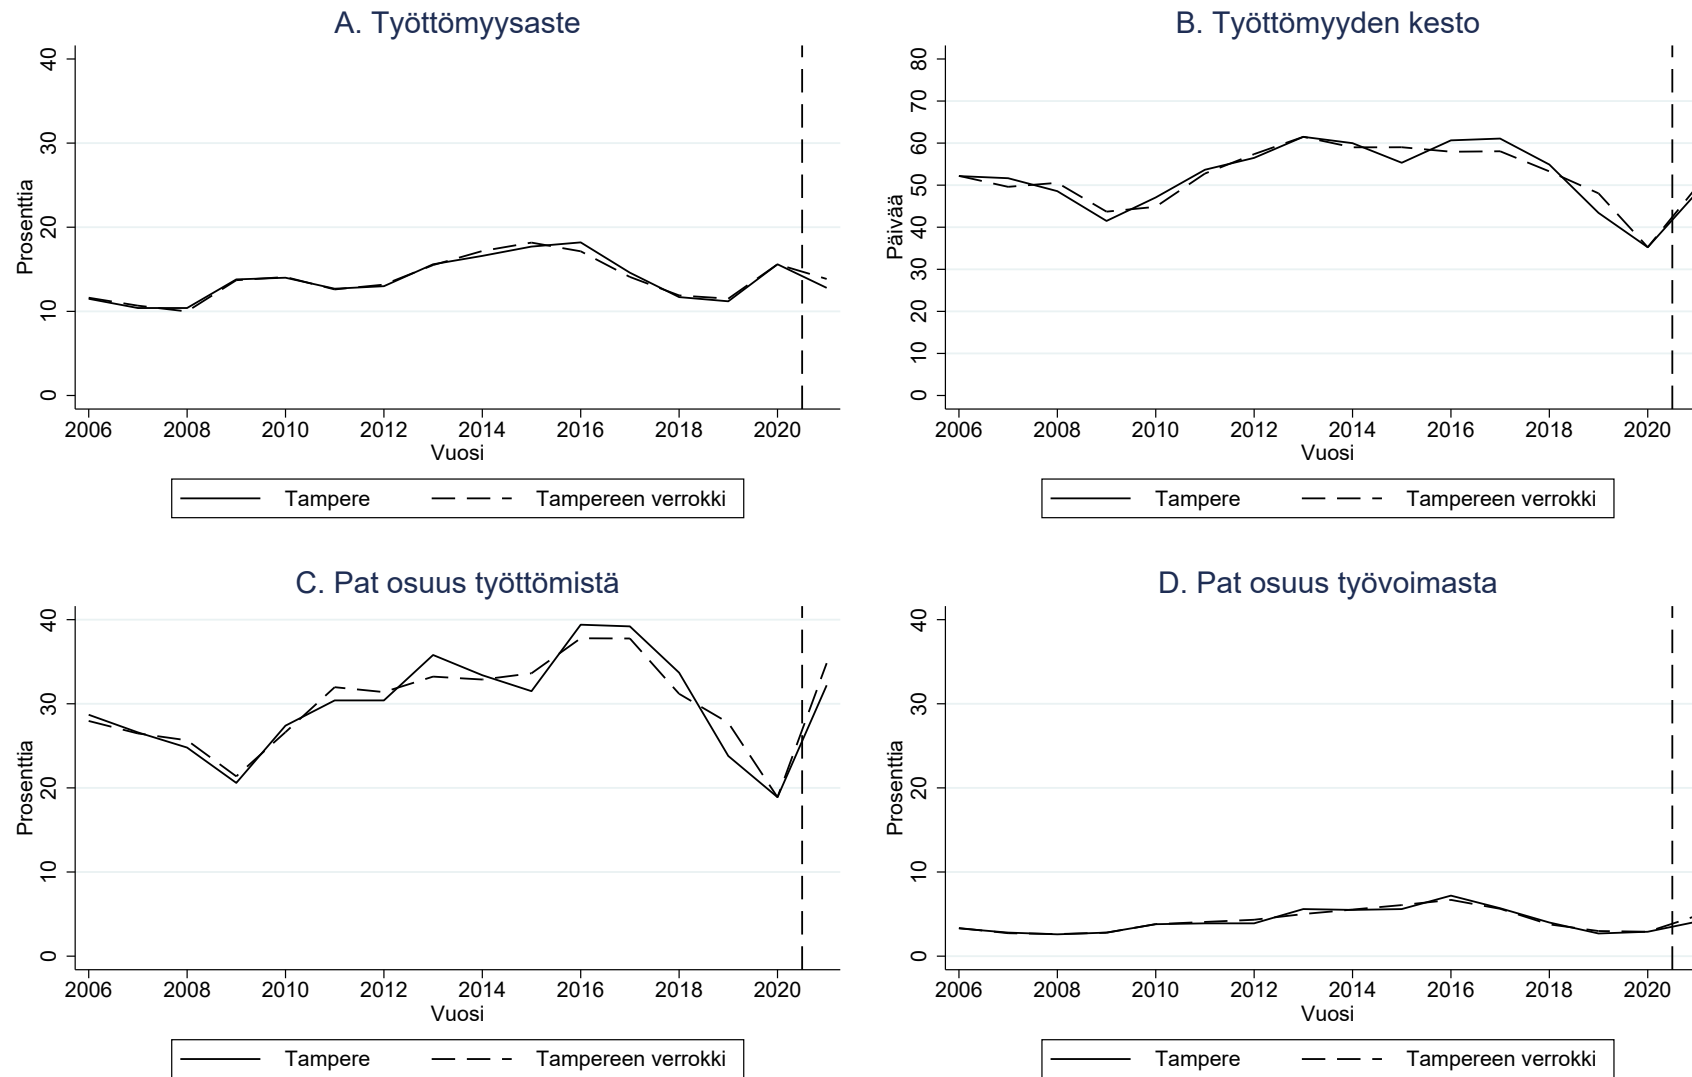 A. Työttömyysaste
40
30
20
10
0
Prosenttia
2006 2008 2010 2012 2014 2016 2018 2020
Vuosi
Tampere Tampereen verrokki
B. Työttömyyden kesto
80
70
60
50
40
30
20
10
0
Päivää
2006 2008 2010 2012 2014 2016 2018 2020
Vuosi
Tampere Tampereen verrokki
C. Pat osuus työttömistä
40
30
20
10
0
Prosenttia
2006 2008 2010 2012 2014 2016 2018 2020
Vuosi
Tampere Tampereen verrokki
D. Pat osuus työvoimasta
40
30
20
10
0
Prosenttia
2006 2008 2010 2012 2014 2016 2018 2020
Vuosi
Tampere Tampereen verrokki